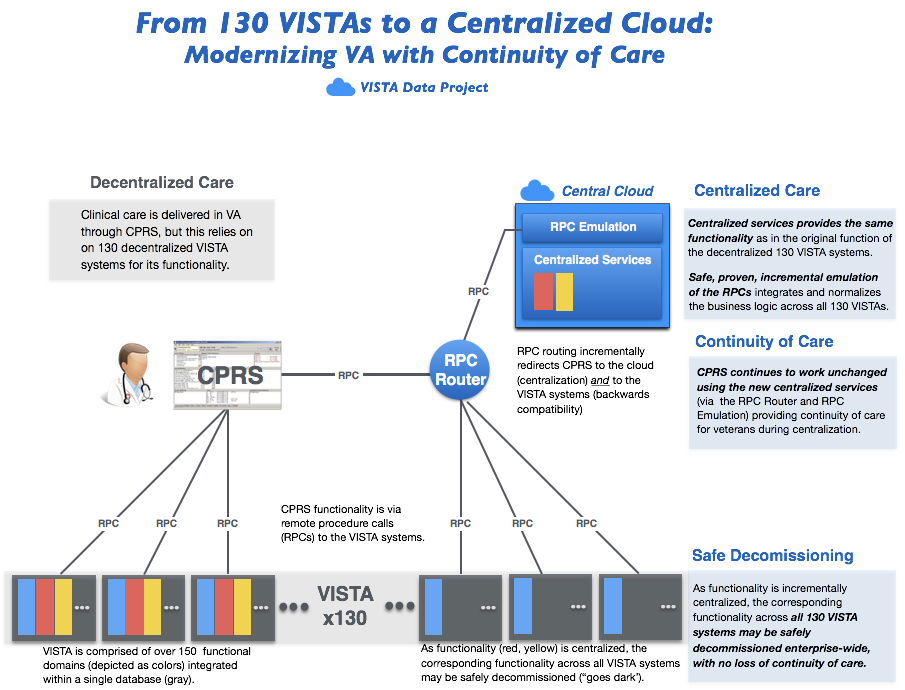 From 130 VISTAs to a Centralized Cloud:
Modernizing VA with Continuity of Care
VISTA Data Project
Decentralized Care
Clinical care is delivered in VA
through CPRS, but this relies on
on 130 decentralized VISTA
systems for its functionality.
Central Cloud
RPC Emulation
Centralized Services
Centralized Care
Centralized services provides the same
functionality as in the original function of
the decentralized 130 VISTA systems.
Safe, proven, incremental emulation
of the RPCs integrates and normalizes
the business logic across all 130 VISTAs.
RPC
CPRS
RPC
RPC
Router
RPC routing incrementally
redirects CPRS to the cloud
(centralization) and to the
VISTA systems (backwards
compatibility)
Continuity of Care
CPRS continues to work unchanged
using the new centralized services
(via the RPC Router and RPC
Emulation) providing continuity of care
for veterans during centralization.
RPC
RPC
RPC
CPRS functionality is via
remote procedure calls
(RPCs) to the VISTA systems.
RPC
RPC
RPC
...
...
...
...
VISTA
x130
...
...
...
...
VISTA is comprised of over 150 functional
domains (depicted as colors) integrated
within a single database (gray).
As functionality (red, yellow) is centralized, the
corresponding functionality across all VISTA systems
may be safely decommissioned (“goes dark’).
Safe Decomissioning
As functionality is incrementally
centralized, the corresponding
functionality across all 130 VISTA
systems may be safely
decommissioned enterprise-wide,
with no loss of continuity of care.